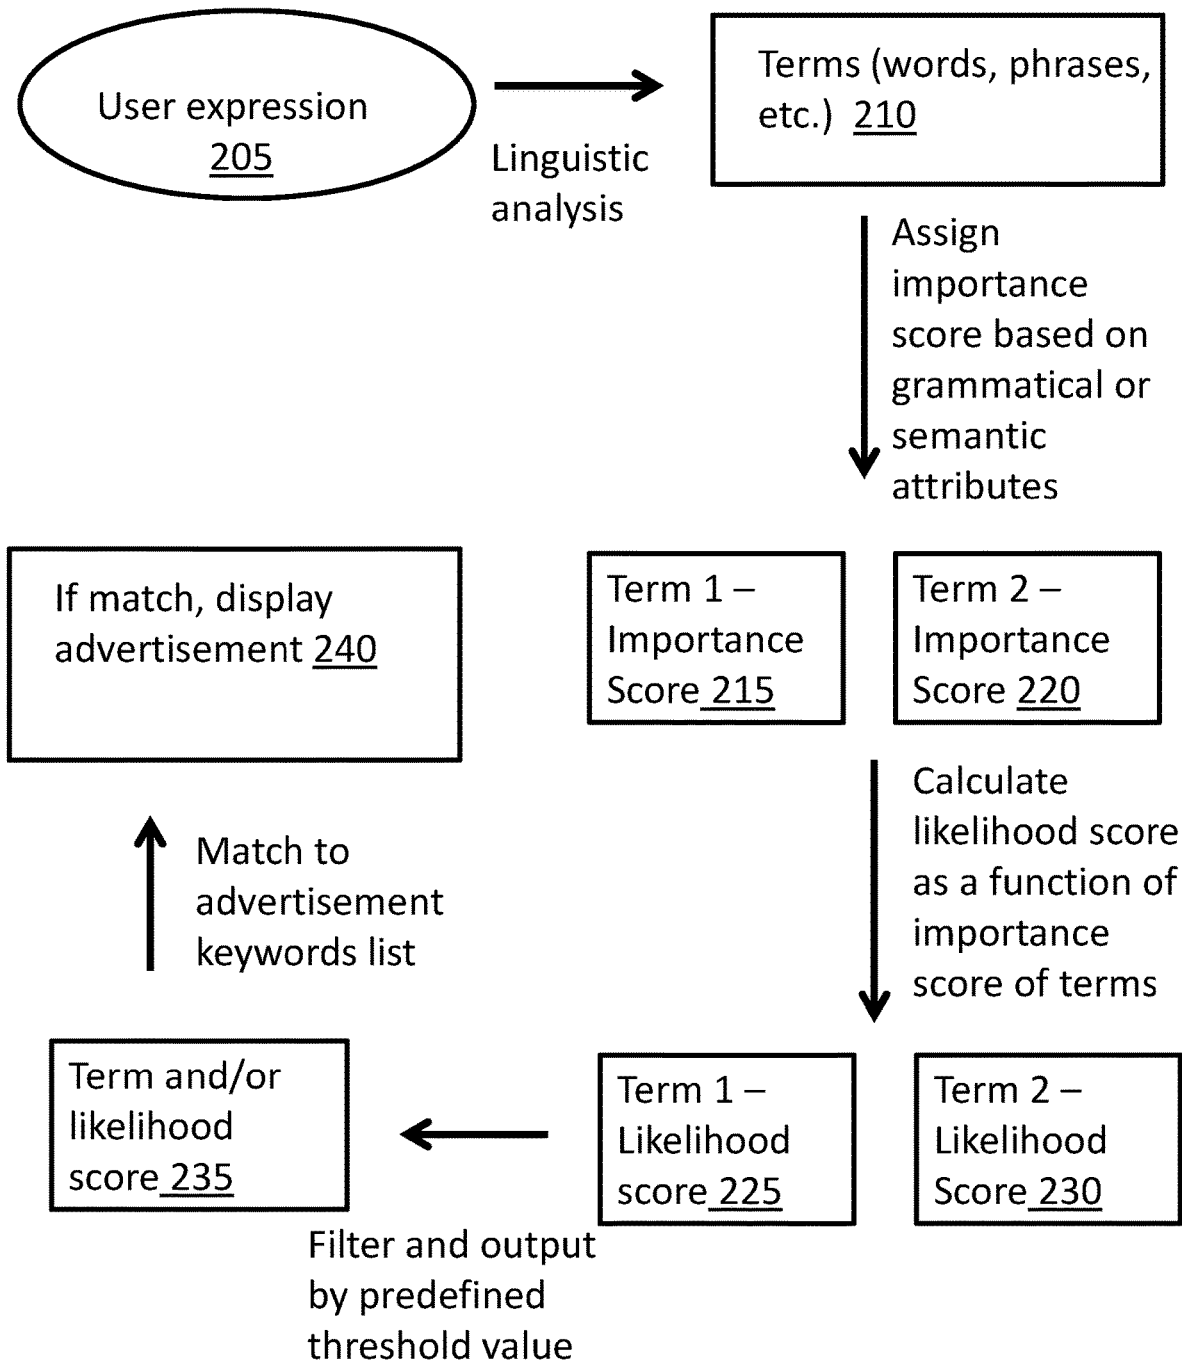 User expression
205
Linguistic
analysis
Terms (words, phrases,
etc.) 210
Assign
importance
score based on
grammatical or
semantic
attributes
Term 1 –
Importance
Score 215
Term 2 –
Importance
Score 220
Calculate
likelihood score
as a function of
importance
score of terms
Term 1 –
Likelihood
score 225
Term 2 –
Likelihood
Score 230
Filter and output
by predefined
threshold value
Term and/or
likelihood
score 235
Match to
advertisement
keywords list
If match, display
advertisement 240